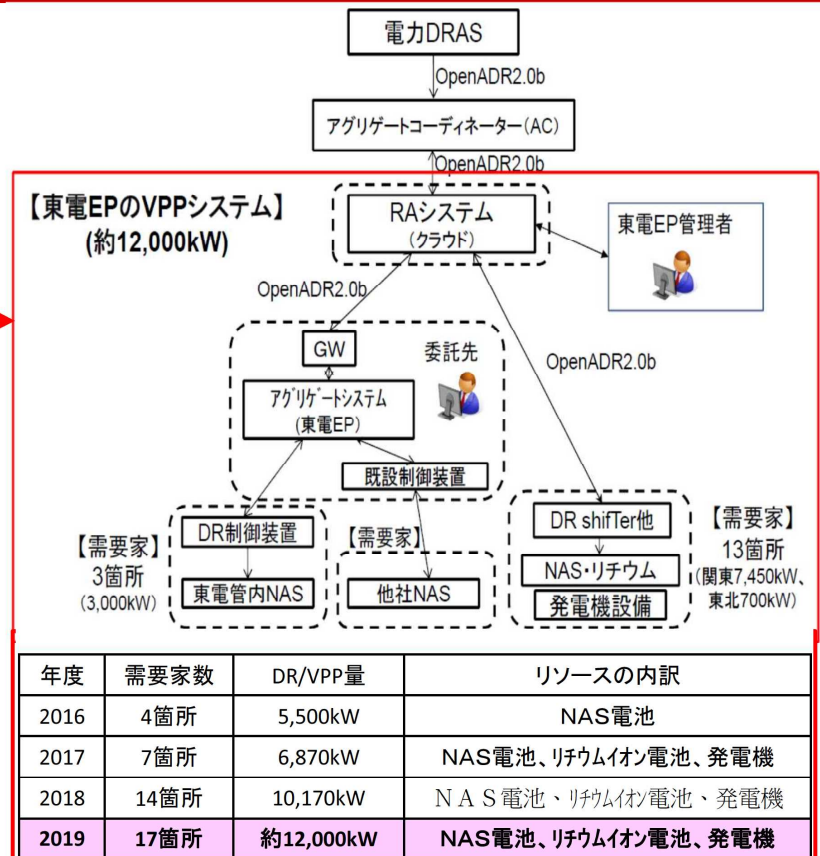 電力DRAS
OpenADR2.0b
アグリゲートコーディネーター(AC)
OpenADR2.0b
【東電EPのVPPシステム】
(約12,000kW)
RAシステム
(クラウド)
東電EP管理者
OpenADR2.0b
GW
委託先
OpenADR2.0b
アグリゲートシステム
(東電EP)
既設制御装置
【需要家】
3箇所
(3,000kW)
DR制御装置
東電管内NAS
【需要家】
他社NAS
DR shifTer他
NAS・リチウム
発電機設備
【需要家】
13箇所
(関東7,450kW、
東北700kW)
年度 需要家数 DR/VPP量 リソースの内訳
2016 4箇所 5,500kW NAS電池
2017 7箇所 6,870kW NAS電池、リチウムイオン電池、発電機
2018 14箇所 10,170kW ＮＡＳ電池・リチウムイオン電池・発電機
2019 17箇所 約12,000kW NAS電池、リチウムイオン電池、発電機